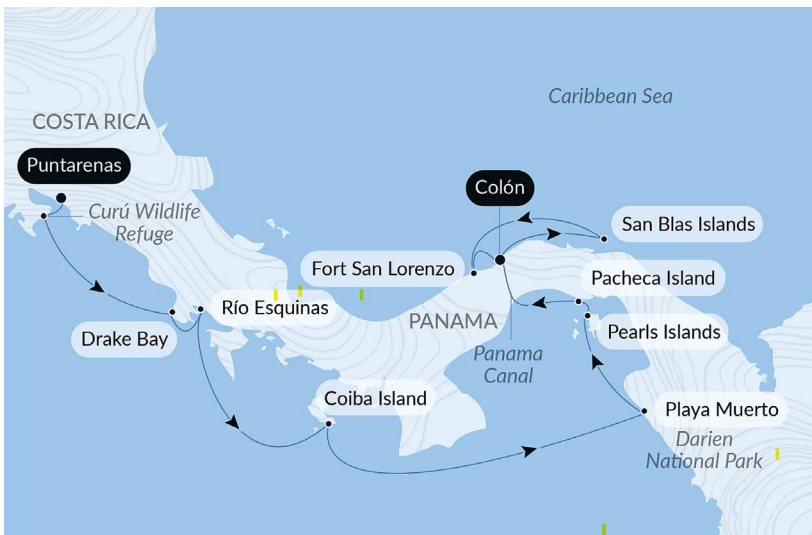 Caribbean Sea
COSTA RICA
Puntarenas
Colón
Curú Wildlife
Refuge
San Blas Islands
Fort San Lorenzo
Pacheca Island
Río Esquinas
PANAMA
Pearls Islands
Drake Bay
Panama
Canal
Coiba Island
Playa Muerto
Darien
National Park